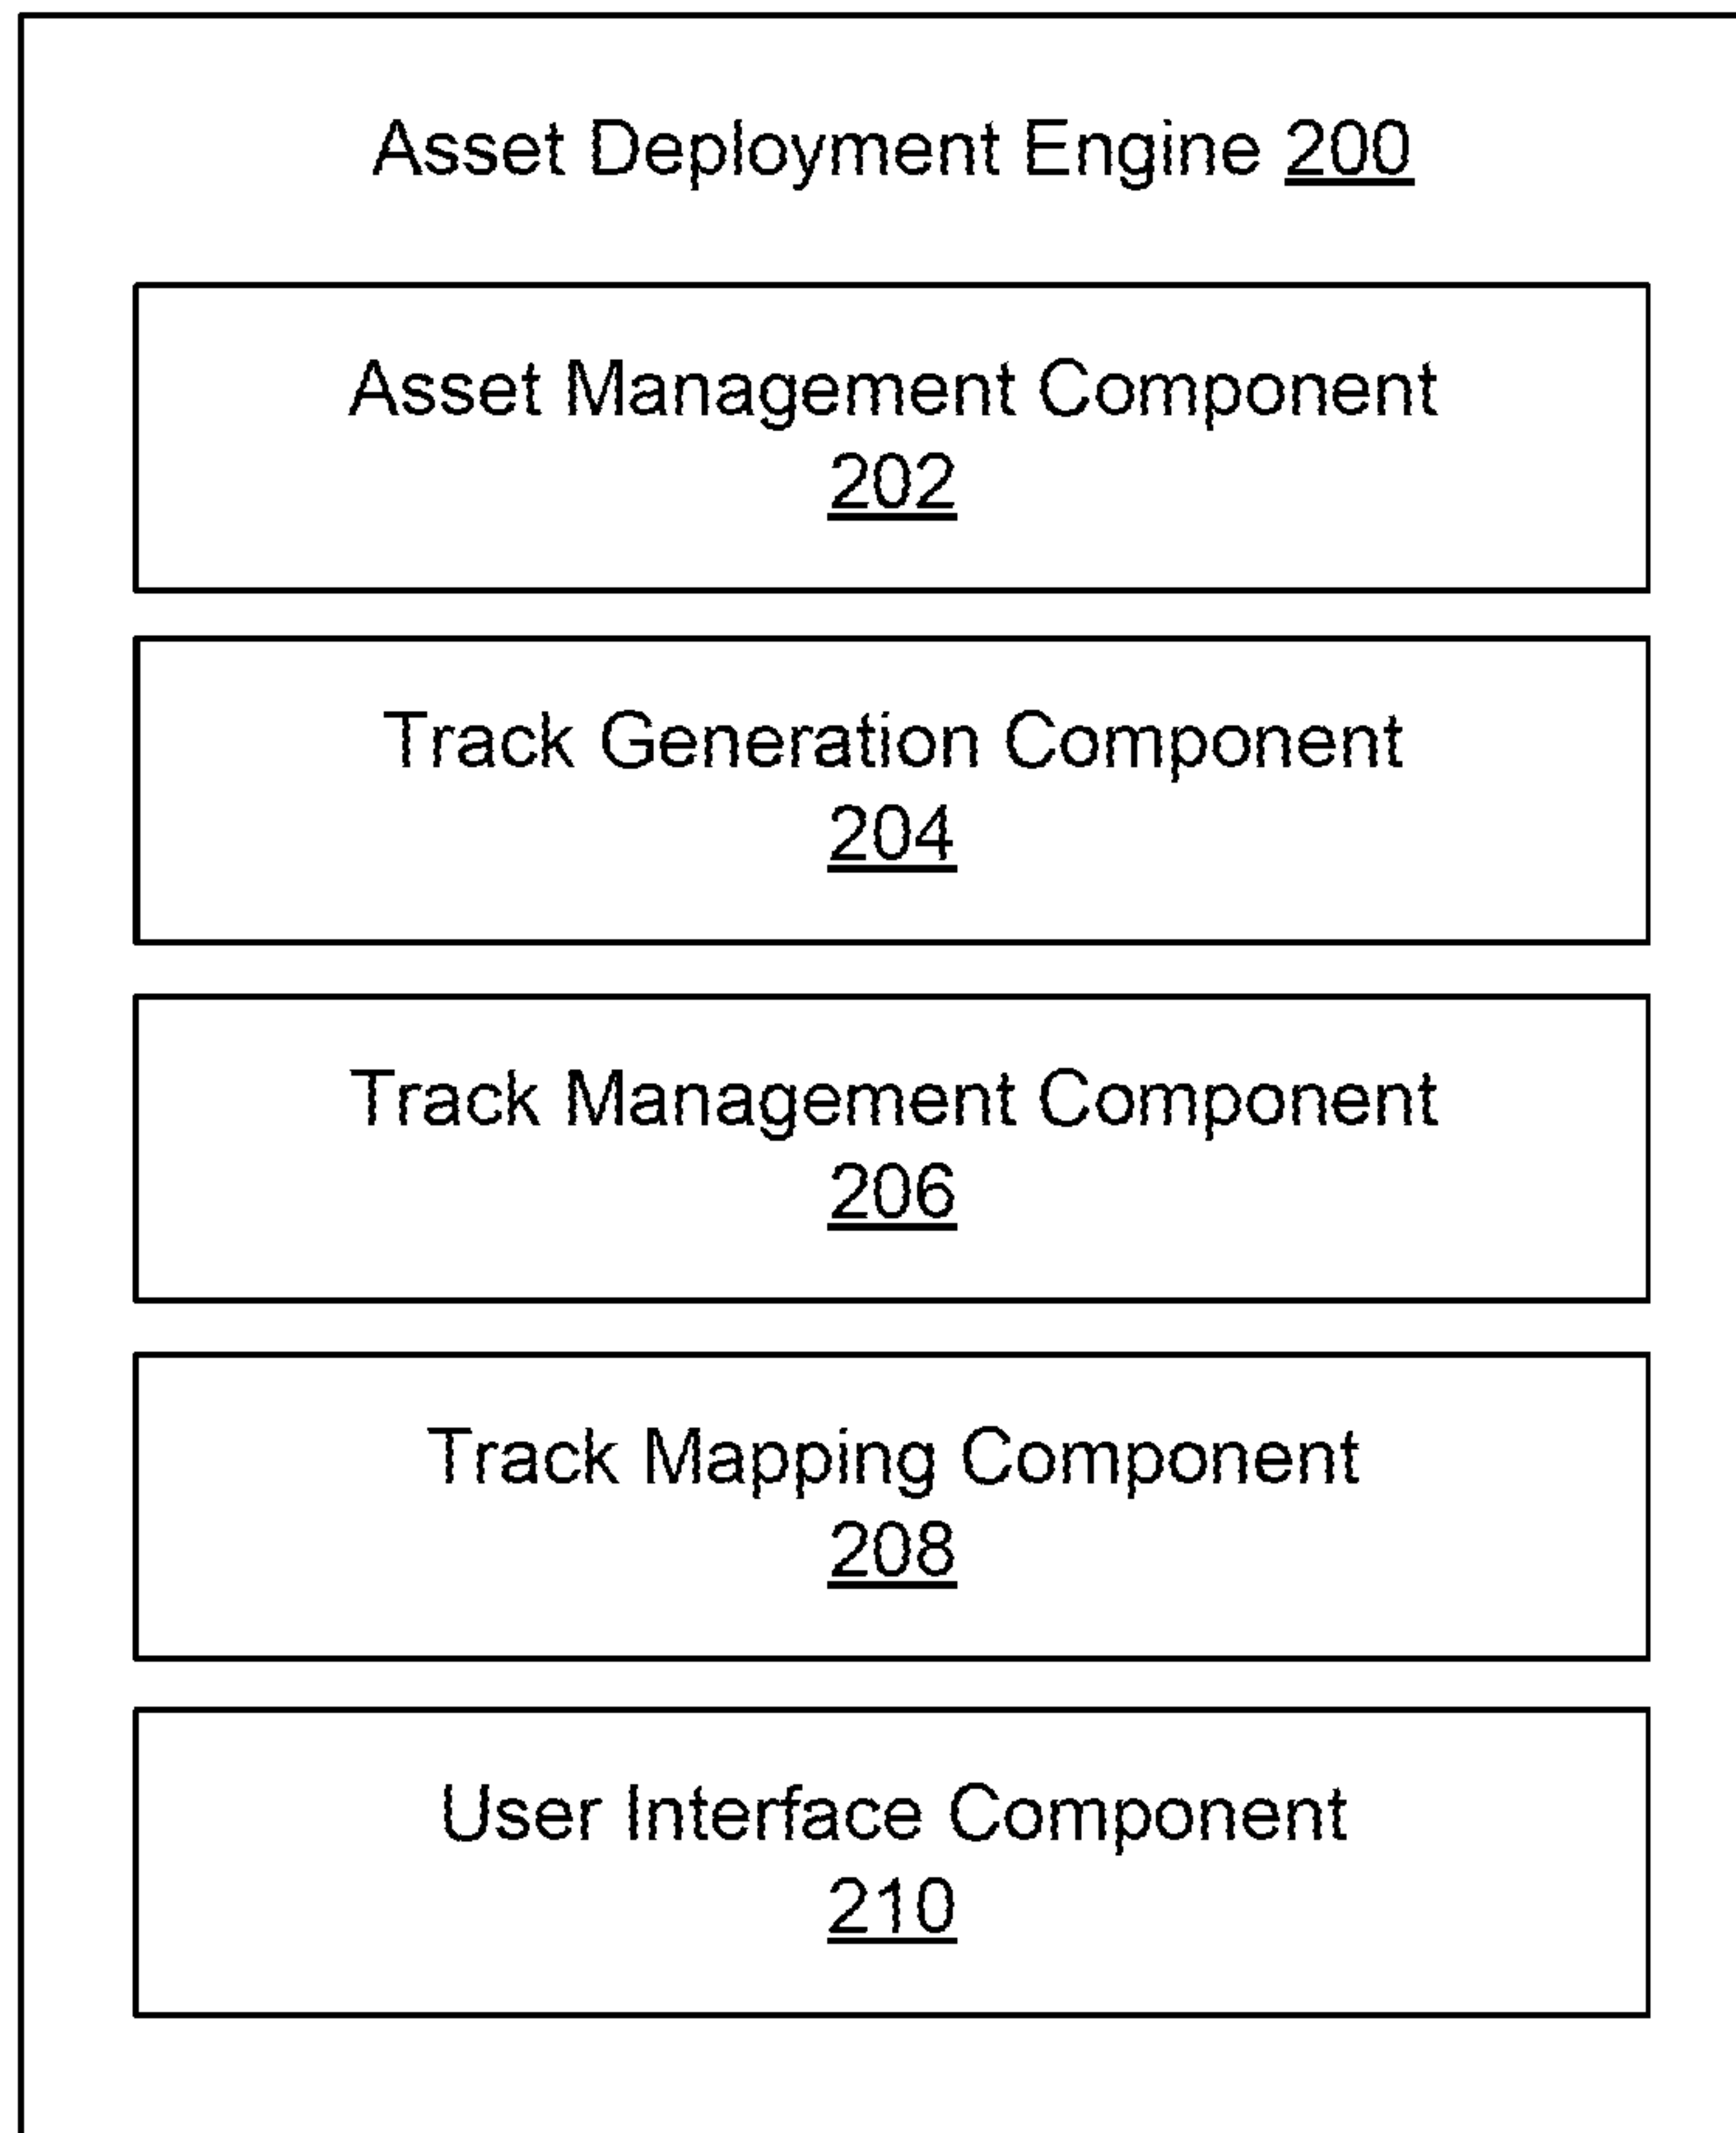 Asset Deployment Engine 200
Asset Management Component
202
Track Generation Component
204
Track Management Component
206
Track Mapping Component
208
User Interface Component
210